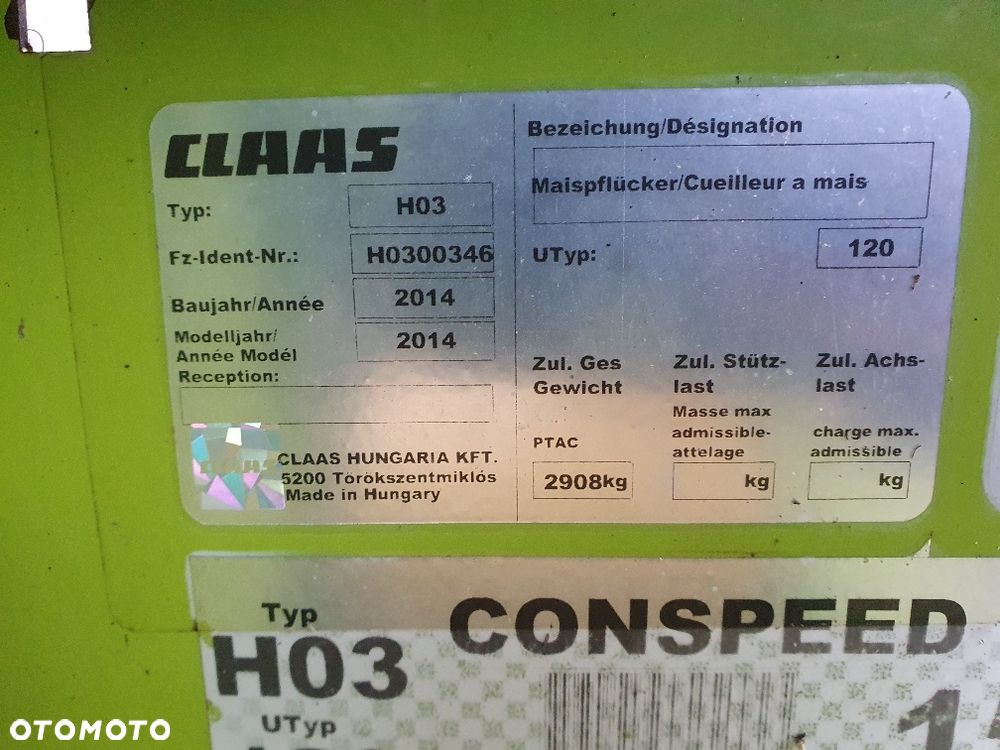 CLAAS
Typ: H03
Fz-Ident-Nr.: H0300346
Baujahr/Année 2014
Modelljahr/
Année Modél 2014
Reception:
CLAAS
CLAAS HUNGARIA KFT.
5200 Törökszentmiklós
Made in Hungary
Bezeichung/Désignation
Maispflücker/Cueilleur a mais
UTyp: 120
Zul. Ges
Gewicht
PTAC
2908kg
Zul. Stütz-
last
Masse max
admissible-
attelage
kg
Zul. Achs-
last
charge max.
admissible
kg
Typ
H03
UTyp
CONSPEED
OTOMOTO